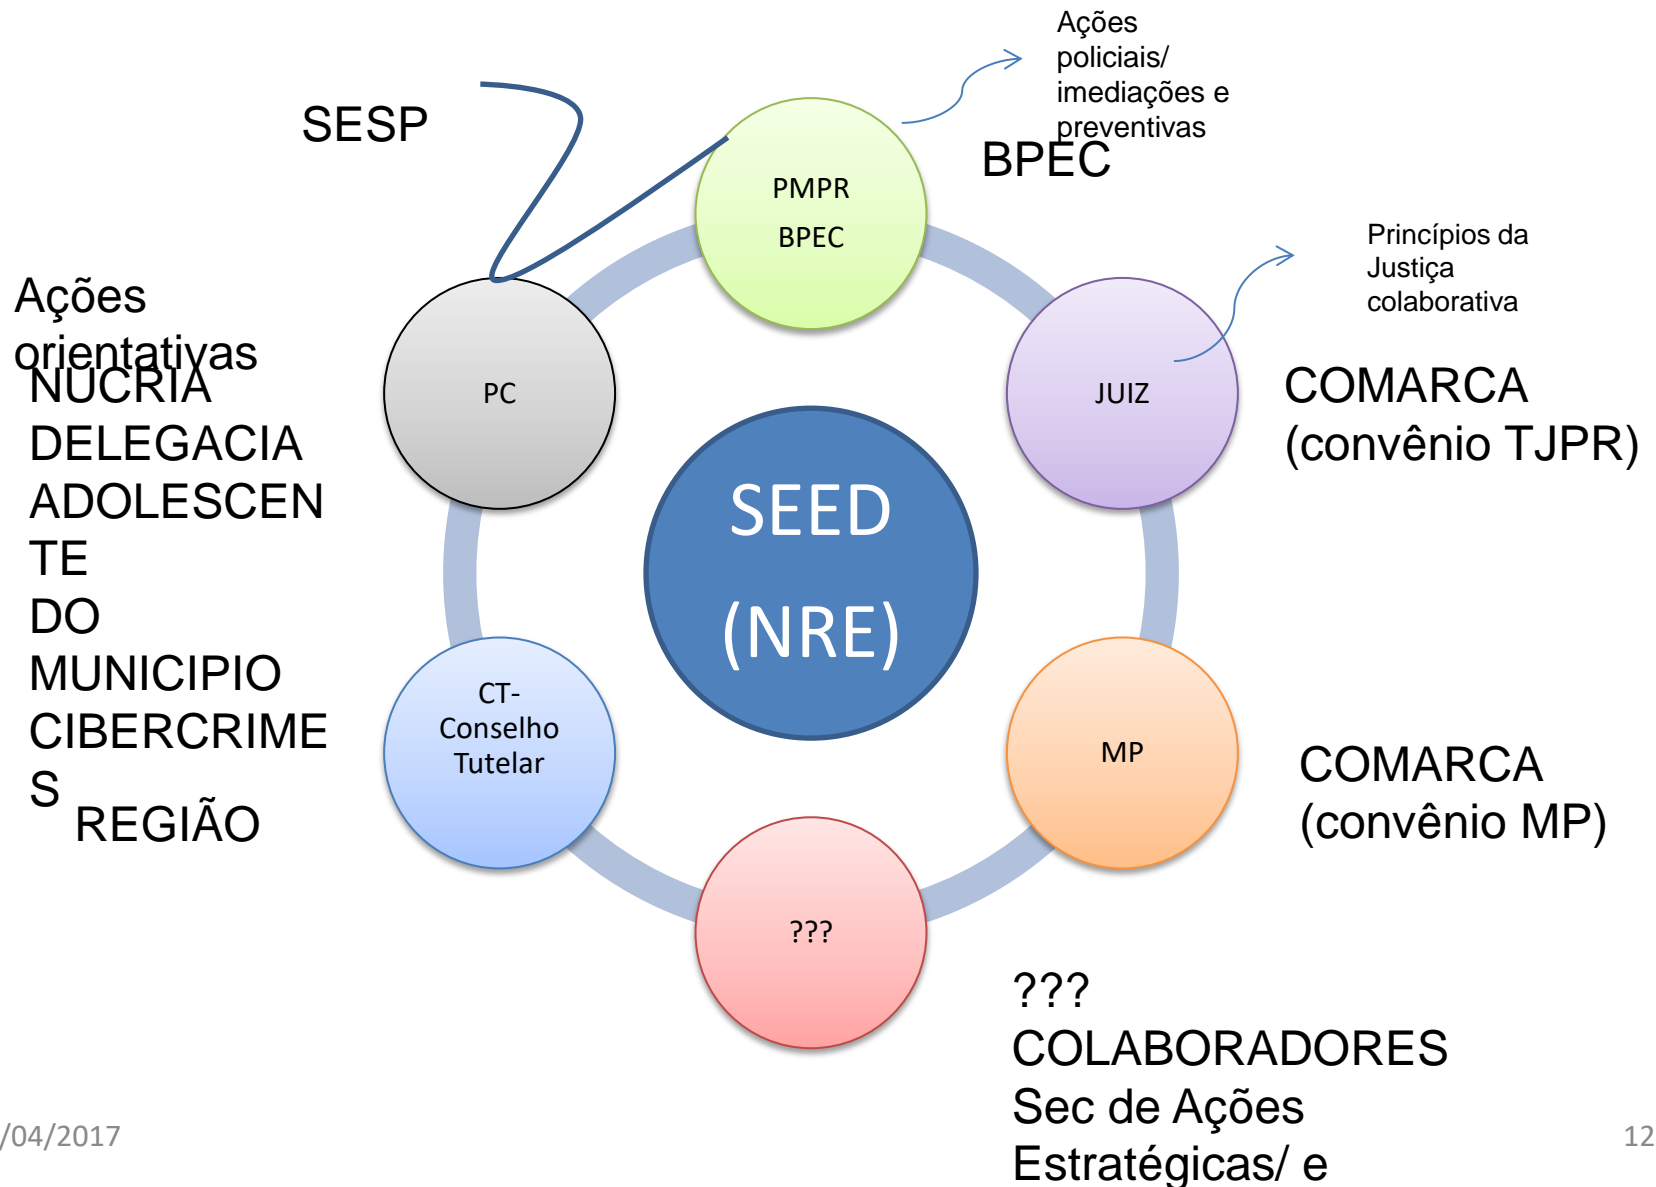 Ações
policiais/
imediações e
preventivas
SESP
BPEC
PMPR
BPEC
Princípios da
Justiça
colaborativa
Ações
orientativas
NUCRIA
DELEGACIA
ADOLESCEN
TE
DO
MUNICIPIO
CIBERCRIME
S
REGIÃO
PC
JUIZ
COMARCA
(convênio TJPR)
SEED
(NRE)
CT-
Conselho
Tutelar
MP
COMARCA
(convênio MP)
???
???
COLABORADORES
Sec de Ações
Estratégicas/ e
/04/2017
12